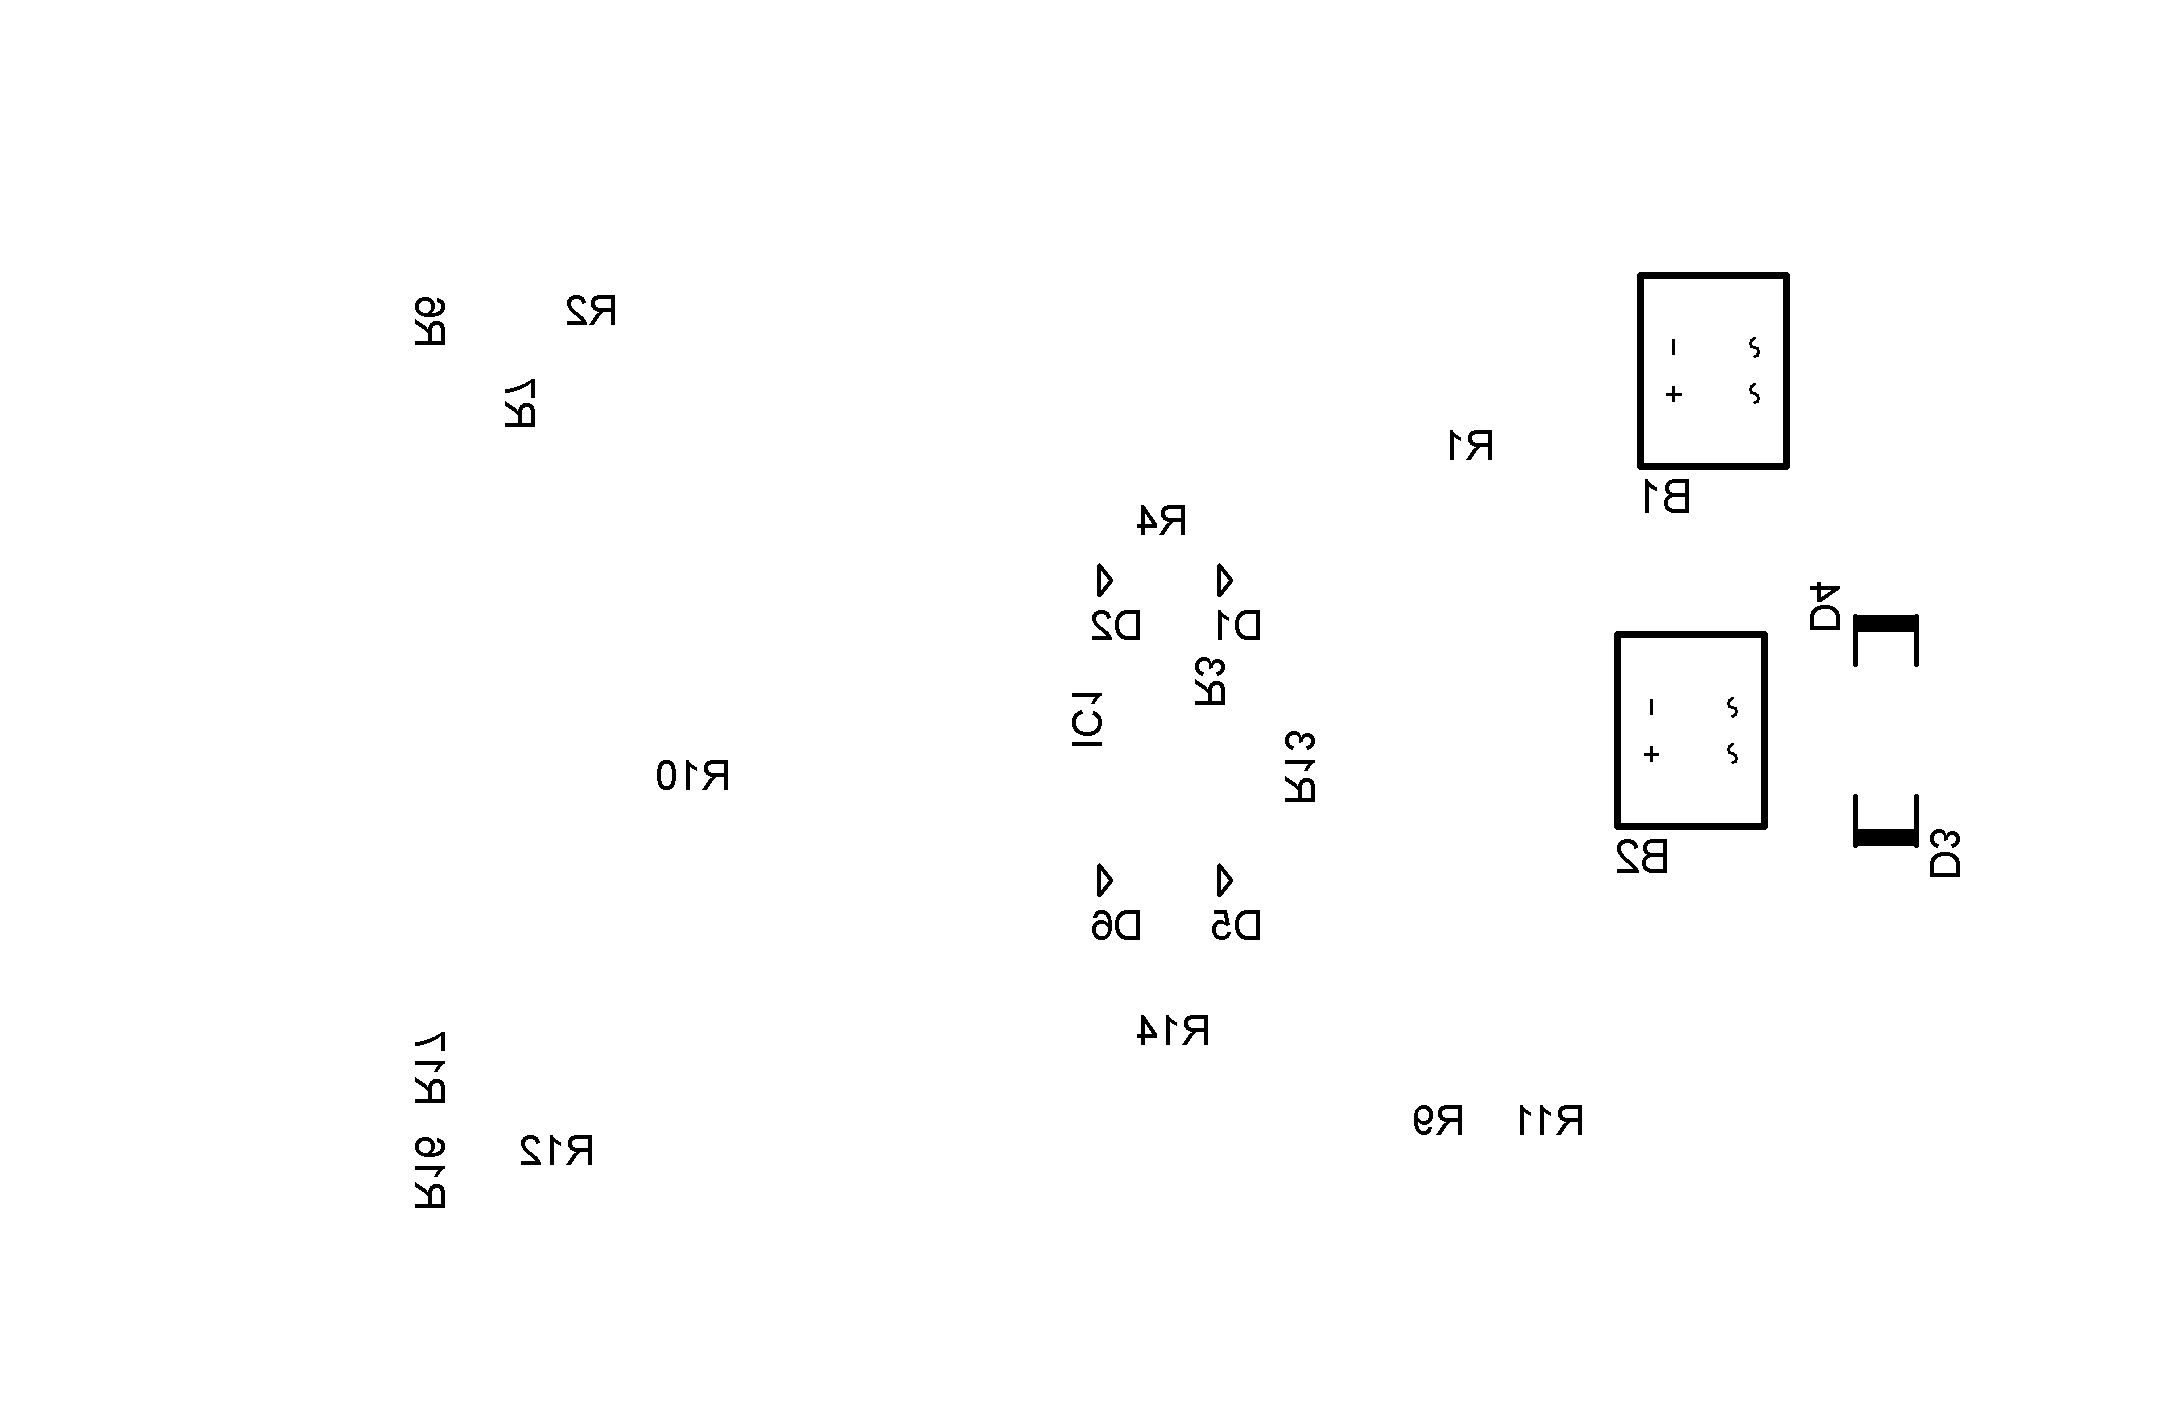 R6
R2
R7
- ~
+ ~
R1
B1
R4
D4
D2
D1
R3
IC1
- ~
+ ~
R13
R10
B2
D3
D6
D5
R14
R17
R9
R11
R16
R12